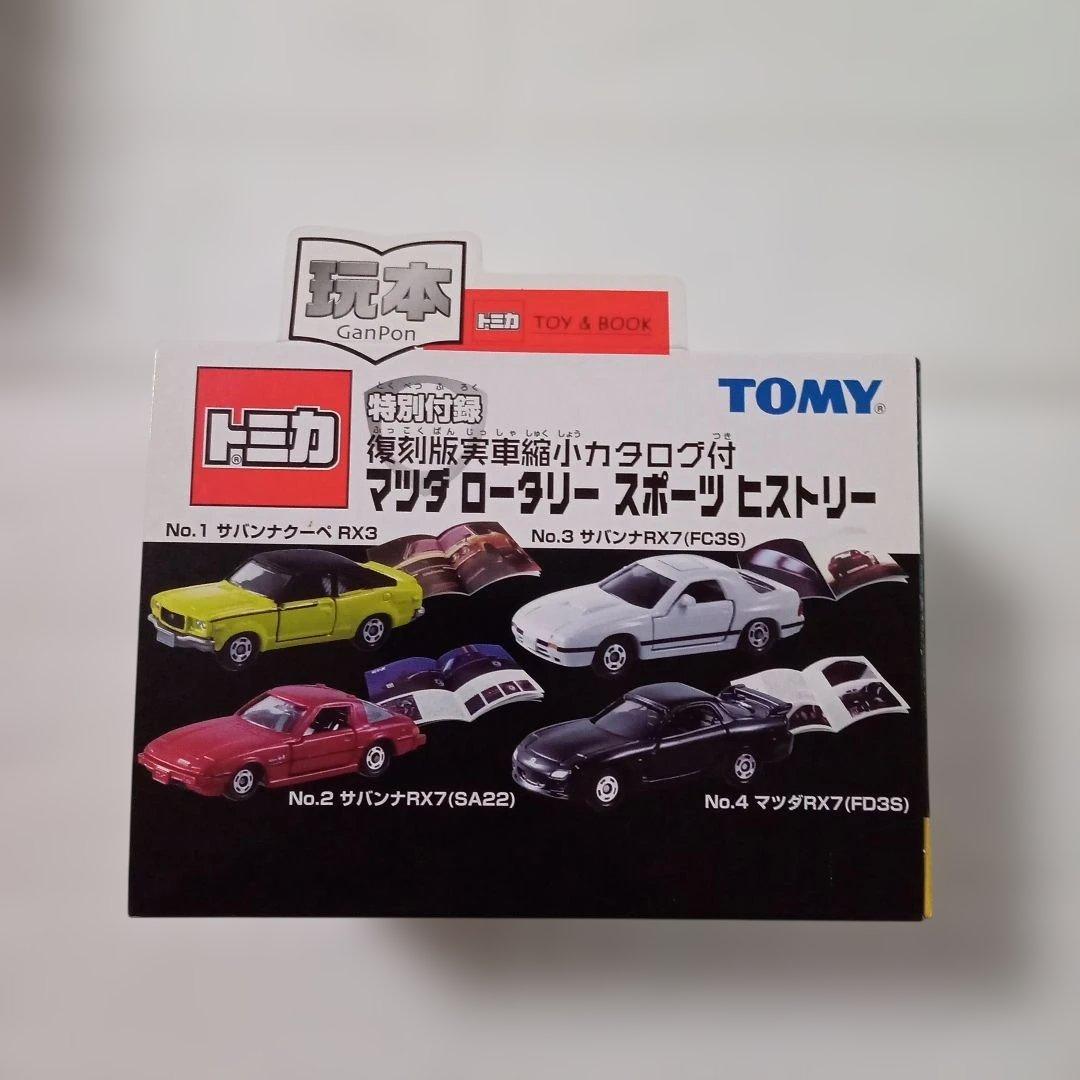 玩本
GanPon
トミカ TOY & BOOK
トミカ®
とくべつふろく
特別付録
TOMY®
ふっこくばんじっしゃしゅくしょう つき
復刻版実車縮小カタログ付
マツダ ロータリー スポーツ ヒストリー
No.1 サバンナクーペ RX3
No.3 サバンナRX7(FC3S)
No.2 サバンナRX7(SA22)
No.4 マツダRX7(FD3S)